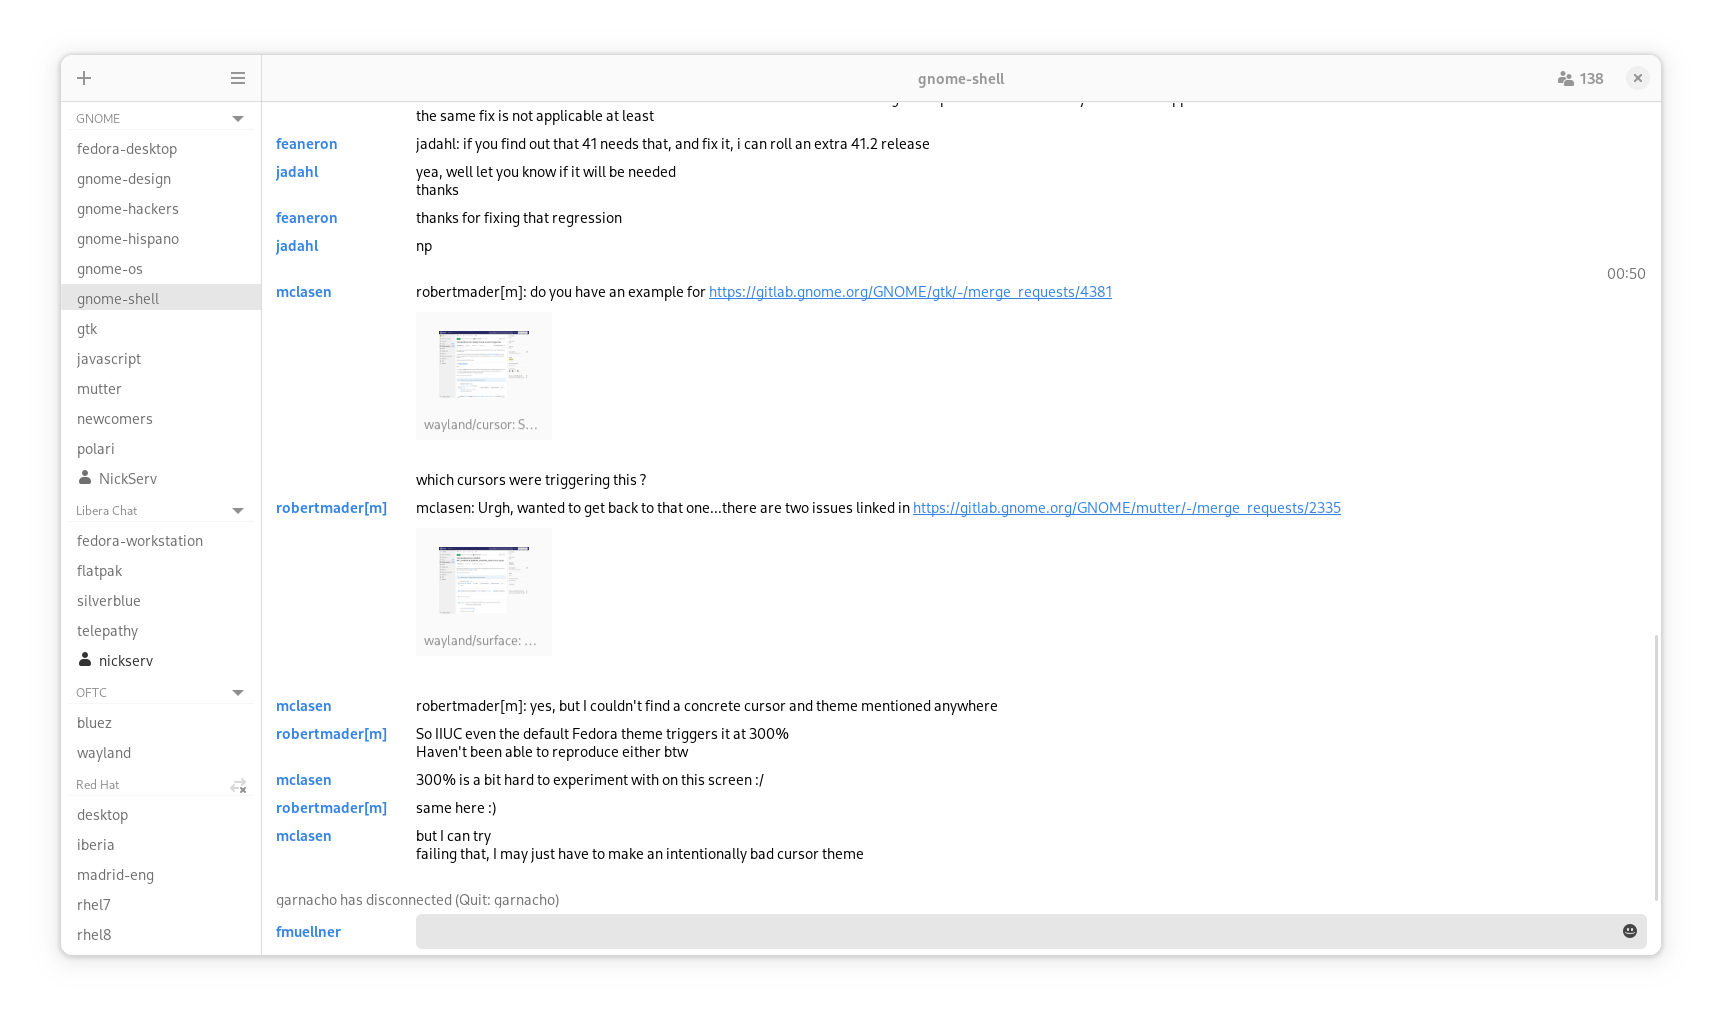 gnome-shell
138
GNOME
fedora-desktop
gnome-design
gnome-hackers
gnome-hispano
gnome-os
gnome-shell
gtk
javascript
mutter
newcomers
polari
NickServ
Libera Chat
fedora-workstation
flatpak
silverblue
telepathy
nickserv
OFTC
bluez
wayland
Red Hat
desktop
iberia
madrid-eng
rhel7
rhel8
the same fix is not applicable at least
feaneron jadahl: if you find out that 41 needs that, and fix it, i can roll an extra 41.2 release
jadahl yea, well let you know if it will be needed
thanks
feaneron thanks for fixing that regression
jadahl np
00:50
mclasen robertmader[m]: do you have an example for https://gitlab.gnome.org/GNOME/gtk/-/merge_requests/4381
wayland/cursor: S…
which cursors were triggering this ?
robertmader[m] mclasen: Urgh, wanted to get back to that one...there are two issues linked in https://gitlab.gnome.org/GNOME/mutter/-/merge_requests/2335
wayland/surface: …
mclasen robertmader[m]: yes, but I couldn't find a concrete cursor and theme mentioned anywhere
robertmader[m] So IIUC even the default Fedora theme triggers it at 300%
Haven't been able to reproduce either btw
mclasen 300% is a bit hard to experiment with on this screen :/
robertmader[m] same here :)
mclasen but I can try
failing that, I may just have to make an intentionally bad cursor theme
garnacho has disconnected (Quit: garnacho)
fmuellner